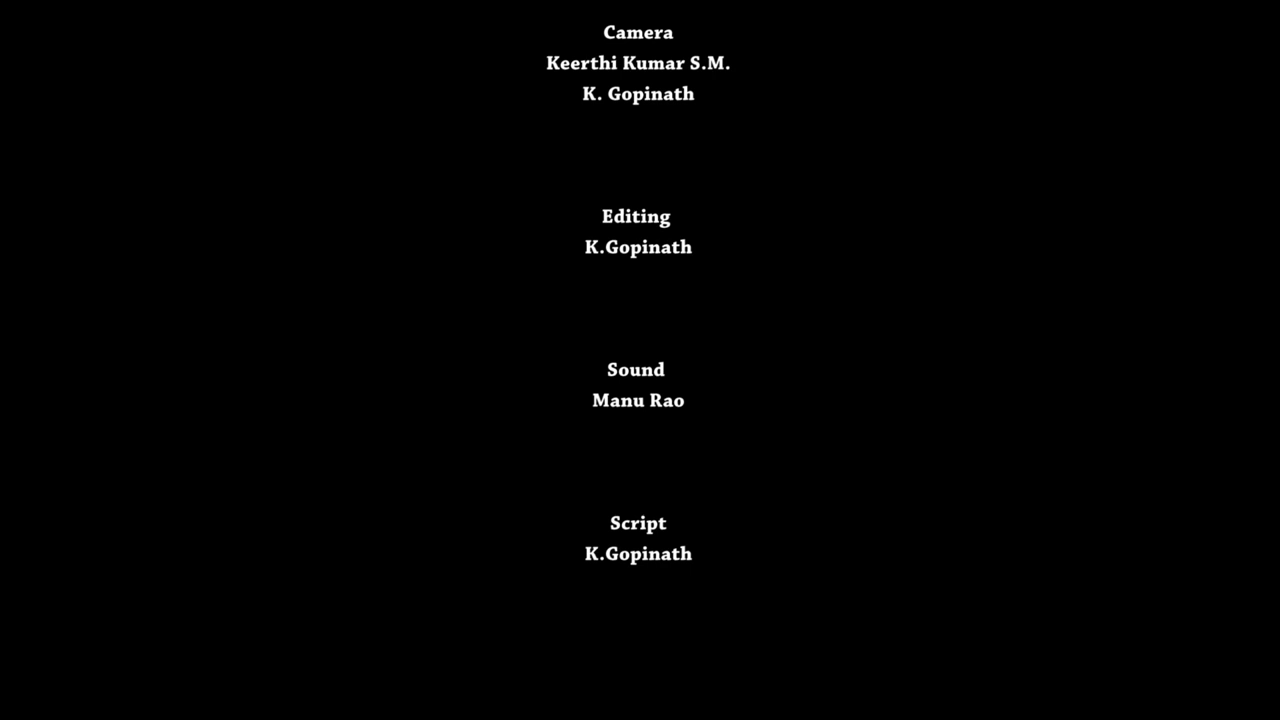 Camera
Keerthi Kumar S.M.
K. Gopinath
Editing
K.Gopinath
Sound
Manu Rao
Script
K.Gopinath